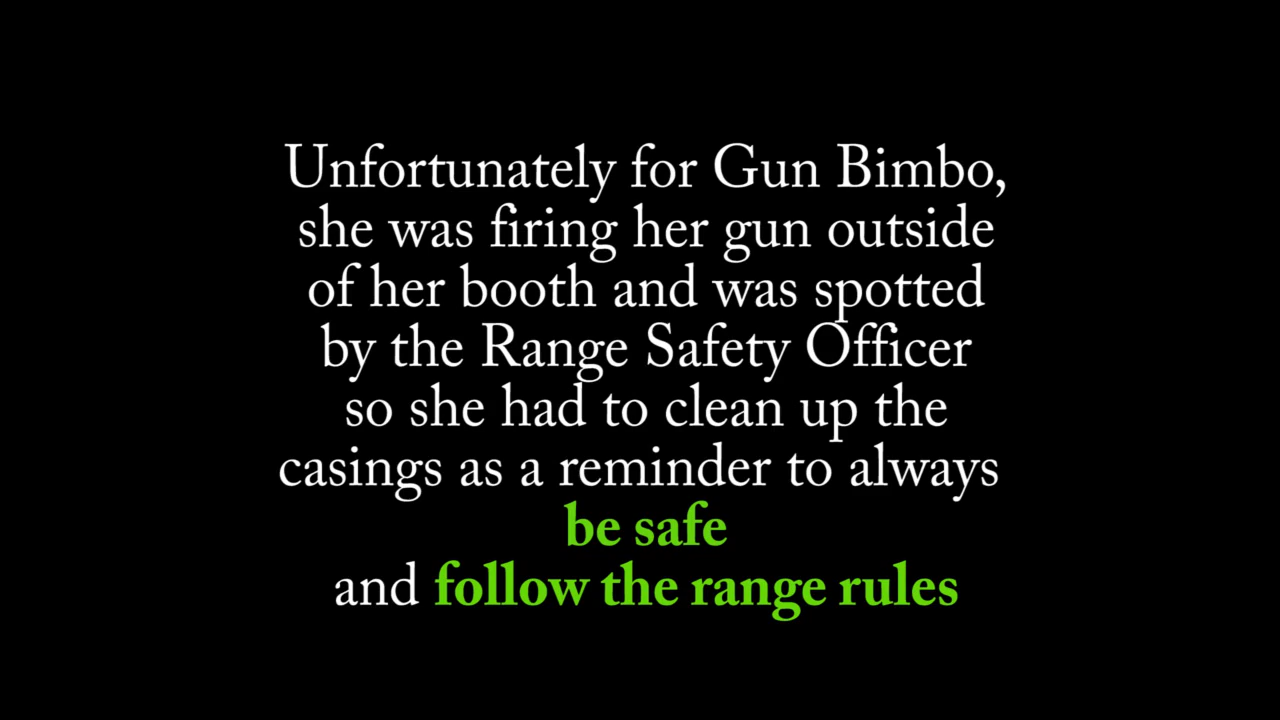 Unfortunately for Gun Bimbo,
she was firing her gun outside
of her booth and was spotted
by the Range Safety Officer
so she had to clean up the
casings as a reminder to always
be safe
and follow the range rules